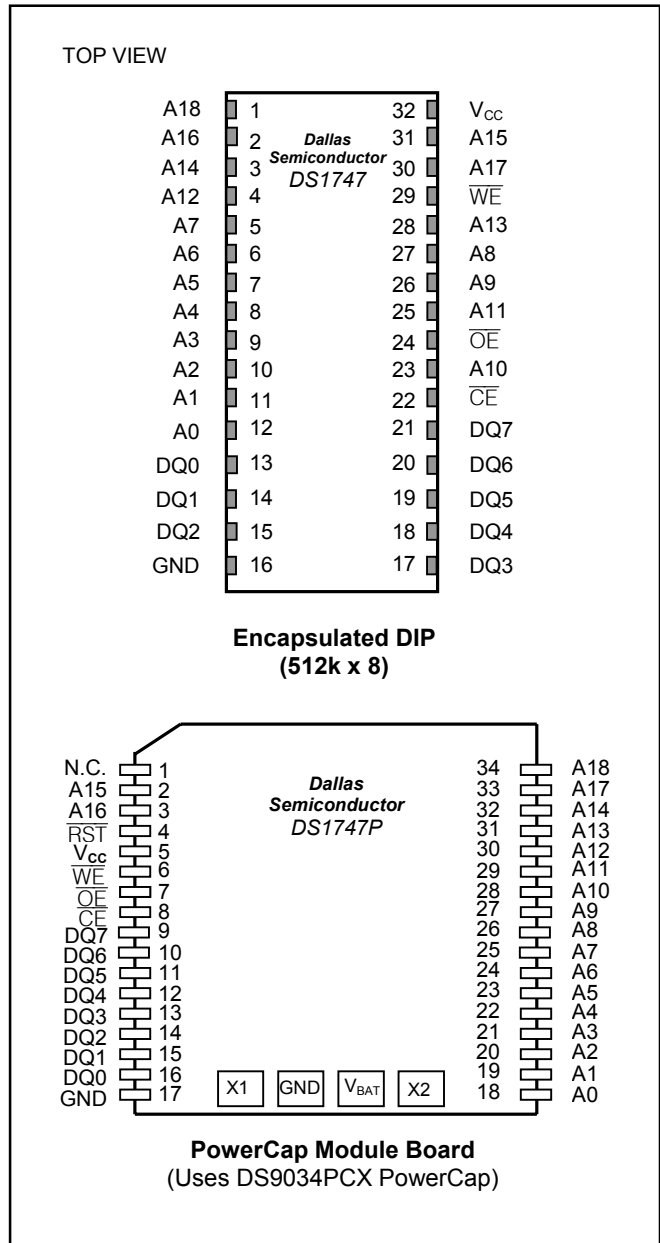 TOP VIEW
A18 1 32 VCC
A16 2 Dallas 31 A15
A14 3 Semiconductor 30 A17
A12 4 DS1747 29 W̅E̅
A7 5 28 A13
A6 6 27 A8
A5 7 26 A9
A4 8 25 A11
A3 9 24 O̅E̅
A2 10 23 A10
A1 11 22 C̅E̅
A0 12 21 DQ7
DQ0 13 20 DQ6
DQ1 14 19 DQ5
DQ2 15 18 DQ4
GND 16 17 DQ3
Encapsulated DIP
(512k x 8)
N.C. 1 34 A18
A15 2 Dallas 33 A17
A16 3 Semiconductor 32 A14
R̅S̅T̅ 4 DS1747P 31 A13
VCC 5 30 A12
W̅E̅ 6 29 A11
O̅E̅ 7 28 A10
C̅E̅ 8 27 A9
DQ7 9 26 A8
DQ6 10 25 A7
DQ5 11 24 A6
DQ4 12 23 A5
DQ3 13 22 A4
DQ2 14 21 A3
DQ1 15 20 A2
DQ0 16 19 A1
GND 17 X1 GND VBAT X2 18 A0
PowerCap Module Board
(Uses DS9034PCX PowerCap)